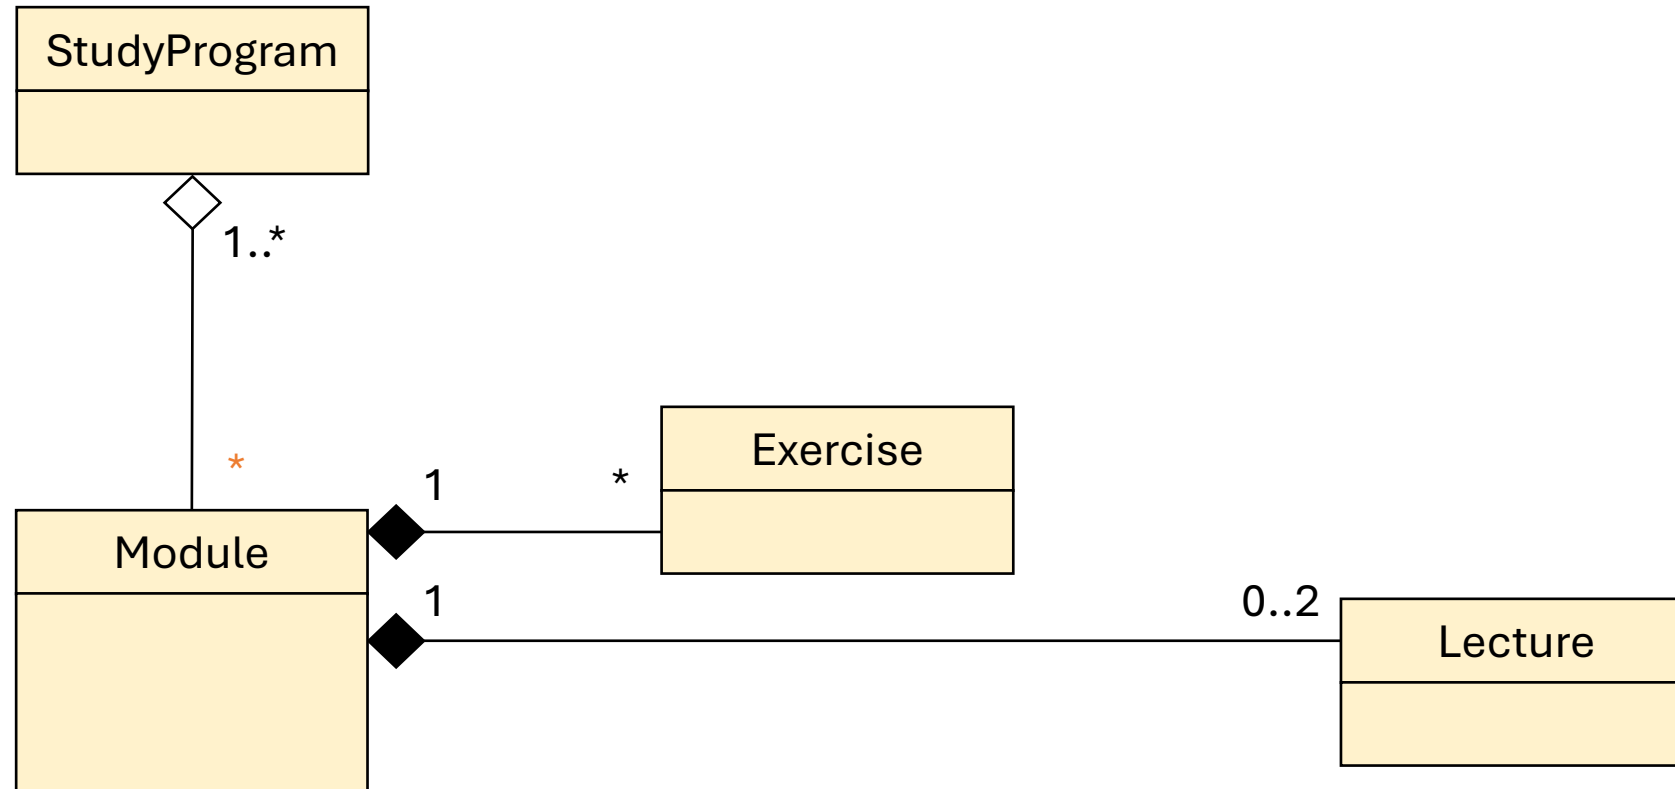 StudyProgram
1..*
*
1
*
Exercise
Module
1
0..2
Lecture